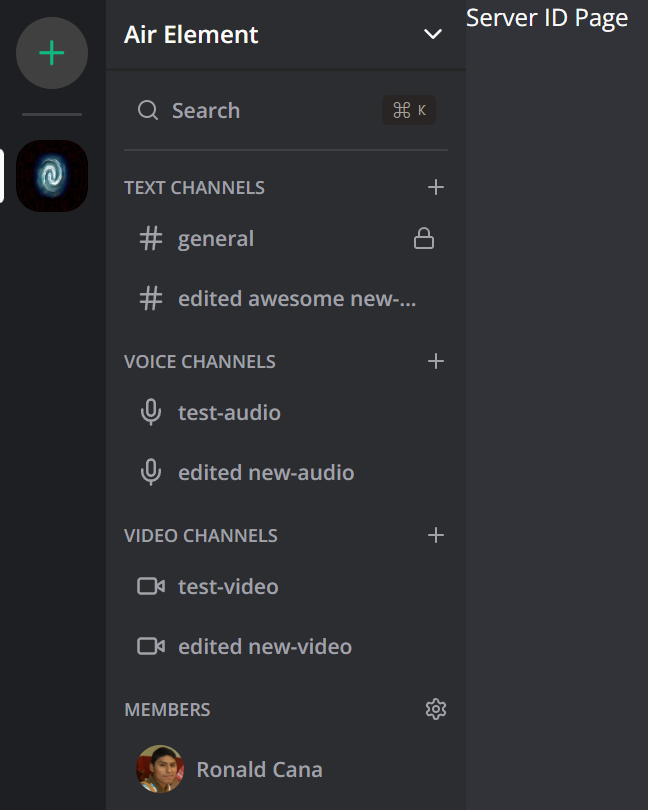 Air Element
Server ID Page
Search
⌘ K
TEXT CHANNELS
general
edited awesome new-...
VOICE CHANNELS
test-audio
edited new-audio
VIDEO CHANNELS
test-video
edited new-video
MEMBERS
Ronald Cana